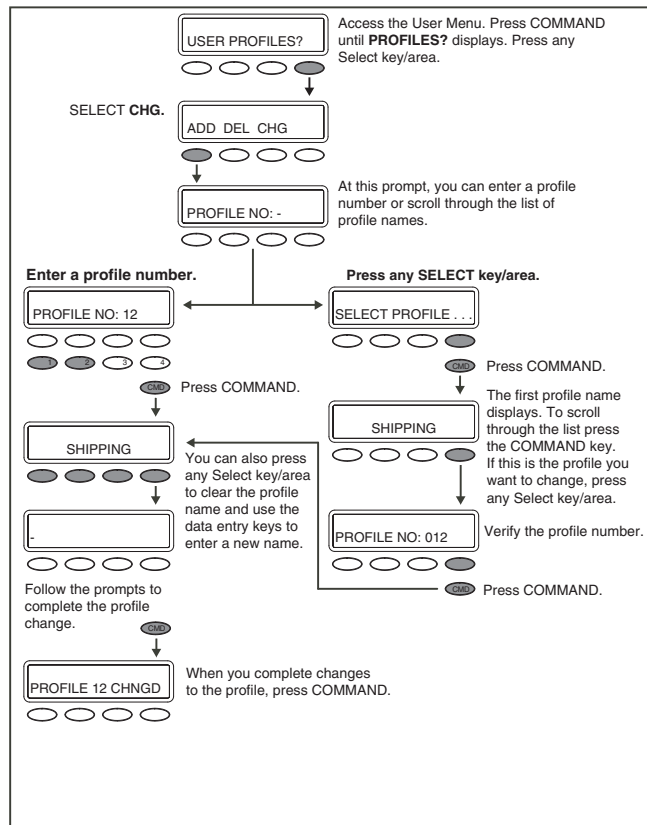 USER PROFILES?
Access the User Menu. Press COMMAND
until PROFILES? displays. Press any
Select key/area.
SELECT CHG.
ADD DEL CHG
PROFILE NO: -
At this prompt, you can enter a profile
number or scroll through the list of
profile names.
Enter a profile number.
PROFILE NO: 12
1 2 3 4
CMD Press COMMAND.
SHIPPING
You can also press
any Select key/area
to clear the profile
name and use the
data entry keys to
enter a new name.
-
Follow the prompts to
complete the profile
change.
CMD
PROFILE 12 CHNGD
When you complete changes
to the profile, press COMMAND.
Press any SELECT key/area.
SELECT PROFILE . . .
CMD Press COMMAND.
The first profile name
displays. To scroll
through the list press
the COMMAND key.
If this is the profile you
want to change, press
any Select key/area.
SHIPPING
PROFILE NO: 012
Verify the profile number.
CMD Press COMMAND.